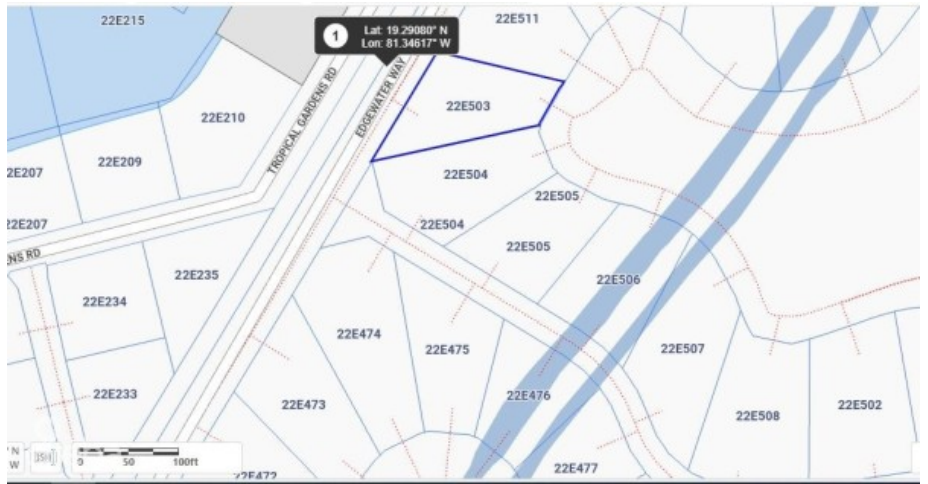 22E215
1
Lat: 19.29080° N
Lon: 81.34617° W
22E511
22E503
22E210
TROPICAL GARDENS RD
EDGEWATER WAY
22E209
2E207
22E504
22E505
22E207
22E504
22E505
NS RD
22E235
22E506
22E234
22E474
22E475
22E507
22E233
22E473
22E476
22E508
22E502
N
W
0 50 100ft
22E472
22E477